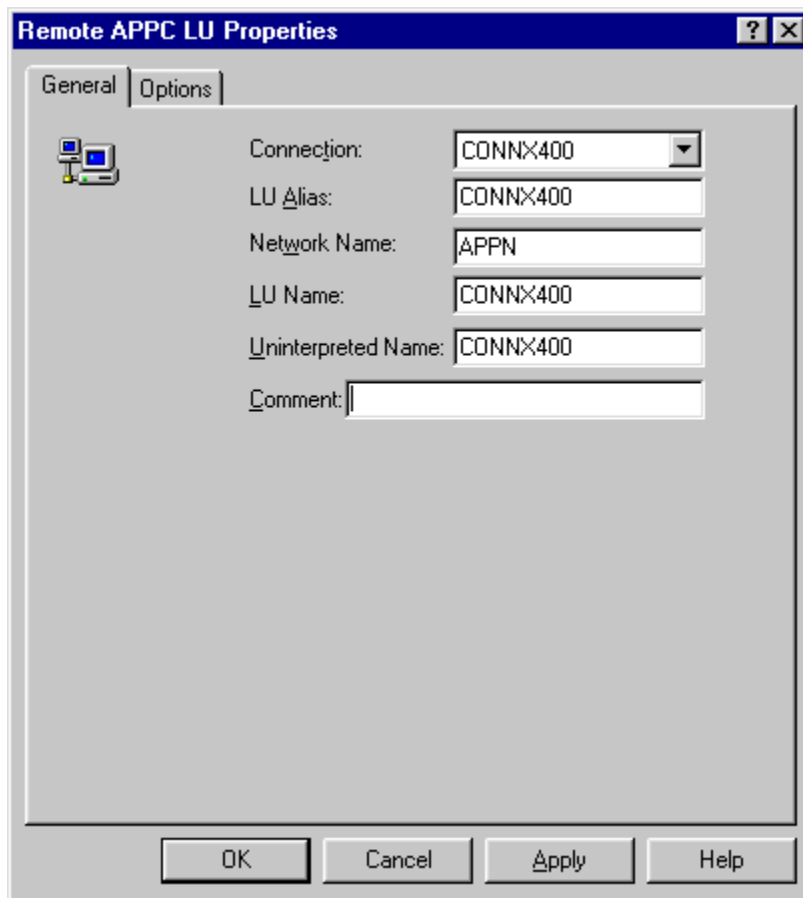 Remote APPC LU Properties
General Options
Connection: CONNX400
LU Alias: CONNX400
Network Name: APPN
LU Name: CONNX400
Uninterpreted Name: CONNX400
Comment:
OK Cancel Apply Help